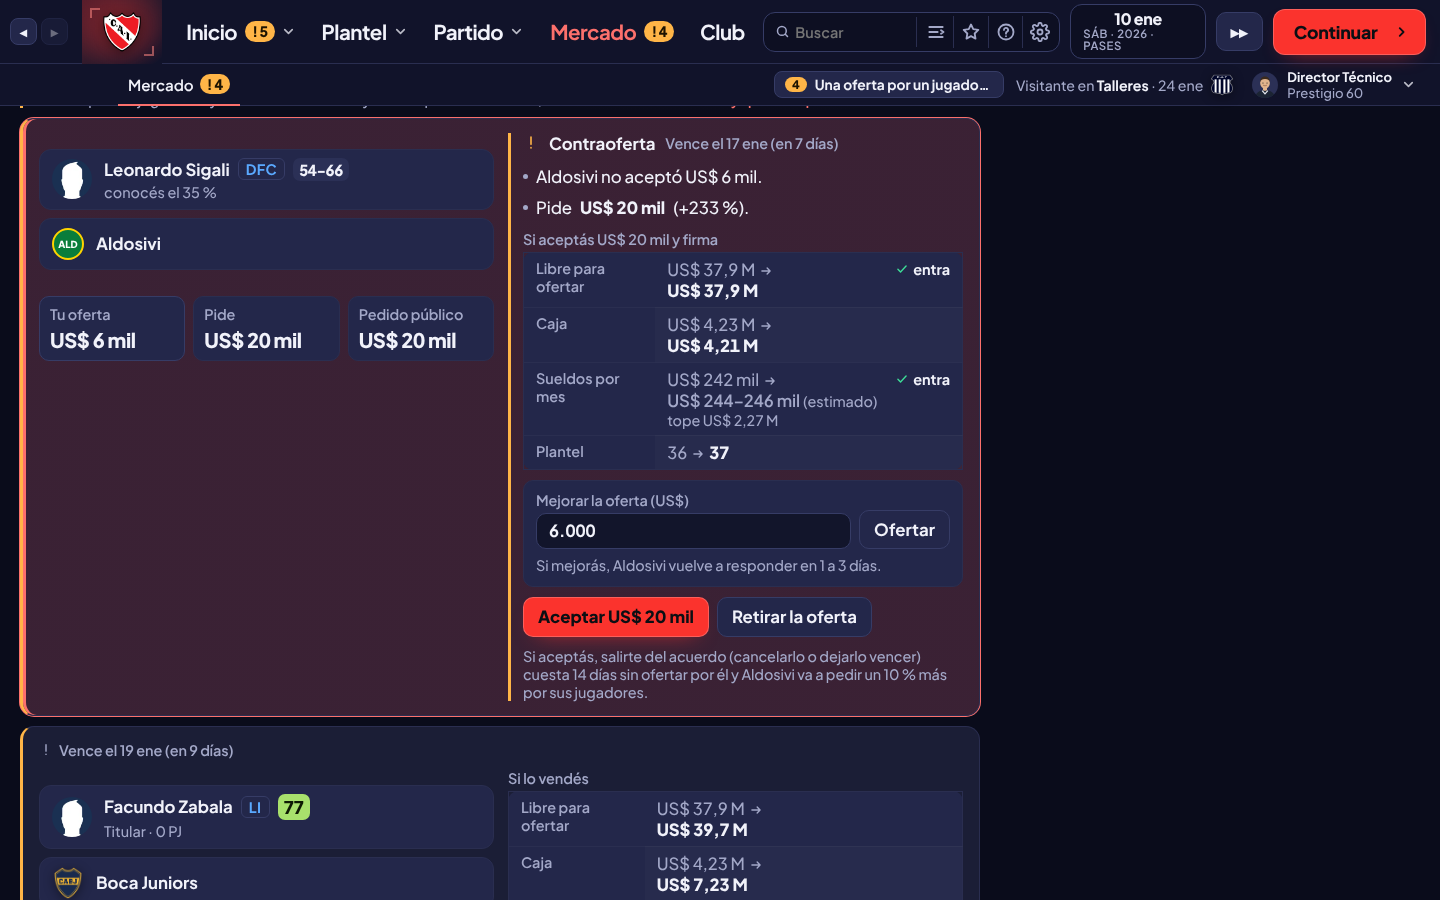 Inicio
! 5
Plantel
Partido
Mercado
! 4
Club
Buscar
10 ene
SÁB · 2026 ·
PASES
Continuar
Mercado
! 4
4
Una oferta por un jugado...
Visitante en Talleres · 24 ene
Director Técnico
Prestigio 60
Leonardo Sigali
DFC
54–66
conocés el 35 %
ALD
Aldosivi
Tu oferta
US$ 6 mil
Pide
US$ 20 mil
Pedido público
US$ 20 mil
! Contraoferta Vence el 17 ene (en 7 días)
• Aldosivi no aceptó US$ 6 mil.
• Pide US$ 20 mil (+233 %).
Si aceptás US$ 20 mil y firma
Libre para
ofertar
US$ 37,9 M →
US$ 37,9 M
✓ entra
Caja
US$ 4,23 M →
US$ 4,21 M
Sueldos por
mes
US$ 242 mil →
US$ 244–246 mil (estimado)
tope US$ 2,27 M
✓ entra
Plantel
36 → 37
Mejorar la oferta (US$)
6.000
Ofertar
Si mejorás, Aldosivi vuelve a responder en 1 a 3 días.
Aceptar US$ 20 mil
Retirar la oferta
Si aceptás, salirte del acuerdo (cancelarlo o dejarlo vencer)
cuesta 14 días sin ofertar por él y Aldosivi va a pedir un 10 % más
por sus jugadores.
! Vence el 19 ene (en 9 días)
Facundo Zabala
LI
77
Titular · 0 PJ
CABJ
Boca Juniors
Si lo vendés
Libre para
ofertar
US$ 37,9 M →
US$ 39,7 M
Caja
US$ 4,23 M →
US$ 7,23 M